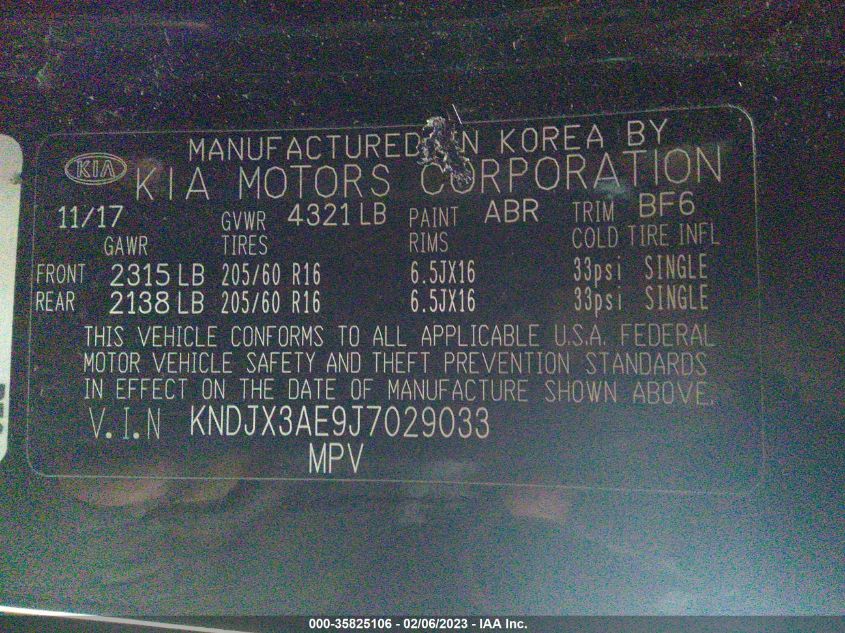 MANUFACTURED IN KOREA BY
KIA KIA MOTORS CORPORATION
11/17 GVWR 4321 LB PAINT ABR TRIM BF6
GAWR TIRES RIMS COLD TIRE INFL
FRONT 2315 LB 205/60 R16 6.5JX16 33psi SINGLE
REAR 2138 LB 205/60 R16 6.5JX16 33psi SINGLE
THIS VEHICLE CONFORMS TO ALL APPLICABLE U.S.A. FEDERAL
MOTOR VEHICLE SAFETY AND THEFT PREVENTION STANDARDS
IN EFFECT ON THE DATE OF MANUFACTURE SHOWN ABOVE.
V.I.N KNDJX3AE9J7029033
MPV
000-35825106 - 02/06/2023 - IAA Inc.